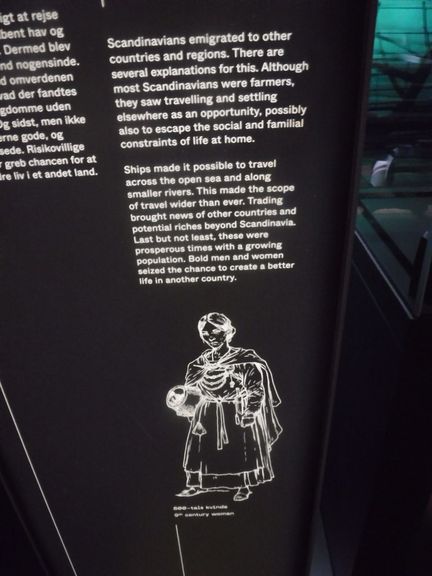 igt at rejse
bent hav og
Dermed blev
nd nogensinde.
d omverdenen
vad der fandtes
gdomme uden
Og sidst, men ikke
erne gode, og
sede. Risikovillige
r greb chancen for at
re liv i et andet land.
Scandinavians emigrated to other
countries and regions. There are
several explanations for this. Although
most Scandinavians were farmers,
they saw travelling and settling
elsewhere as an opportunity, possibly
also to escape the social and familial
constraints of life at home.
Ships made it possible to travel
across the open sea and along
smaller rivers. This made the scope
of travel wider than ever. Trading
brought news of other countries and
potential riches beyond Scandinavia.
Last but not least, these were
prosperous times with a growing
population. Bold men and women
seized the chance to create a better
life in another country.
800-tals kvinde
9th century woman